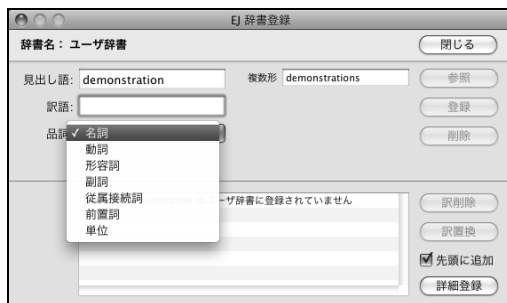 EJ 辞書登録
辞書名： ユーザ辞書
閉じる
見出し語: demonstration
複数形 demonstrations
参照
訳語:
登録
品詞
✓ 名詞
削除
動詞
形容詞
副詞
従属接続詞
前置詞
単位
ーザ辞書に登録されていません
訳削除
訳置換
先頭に追加
詳細登録